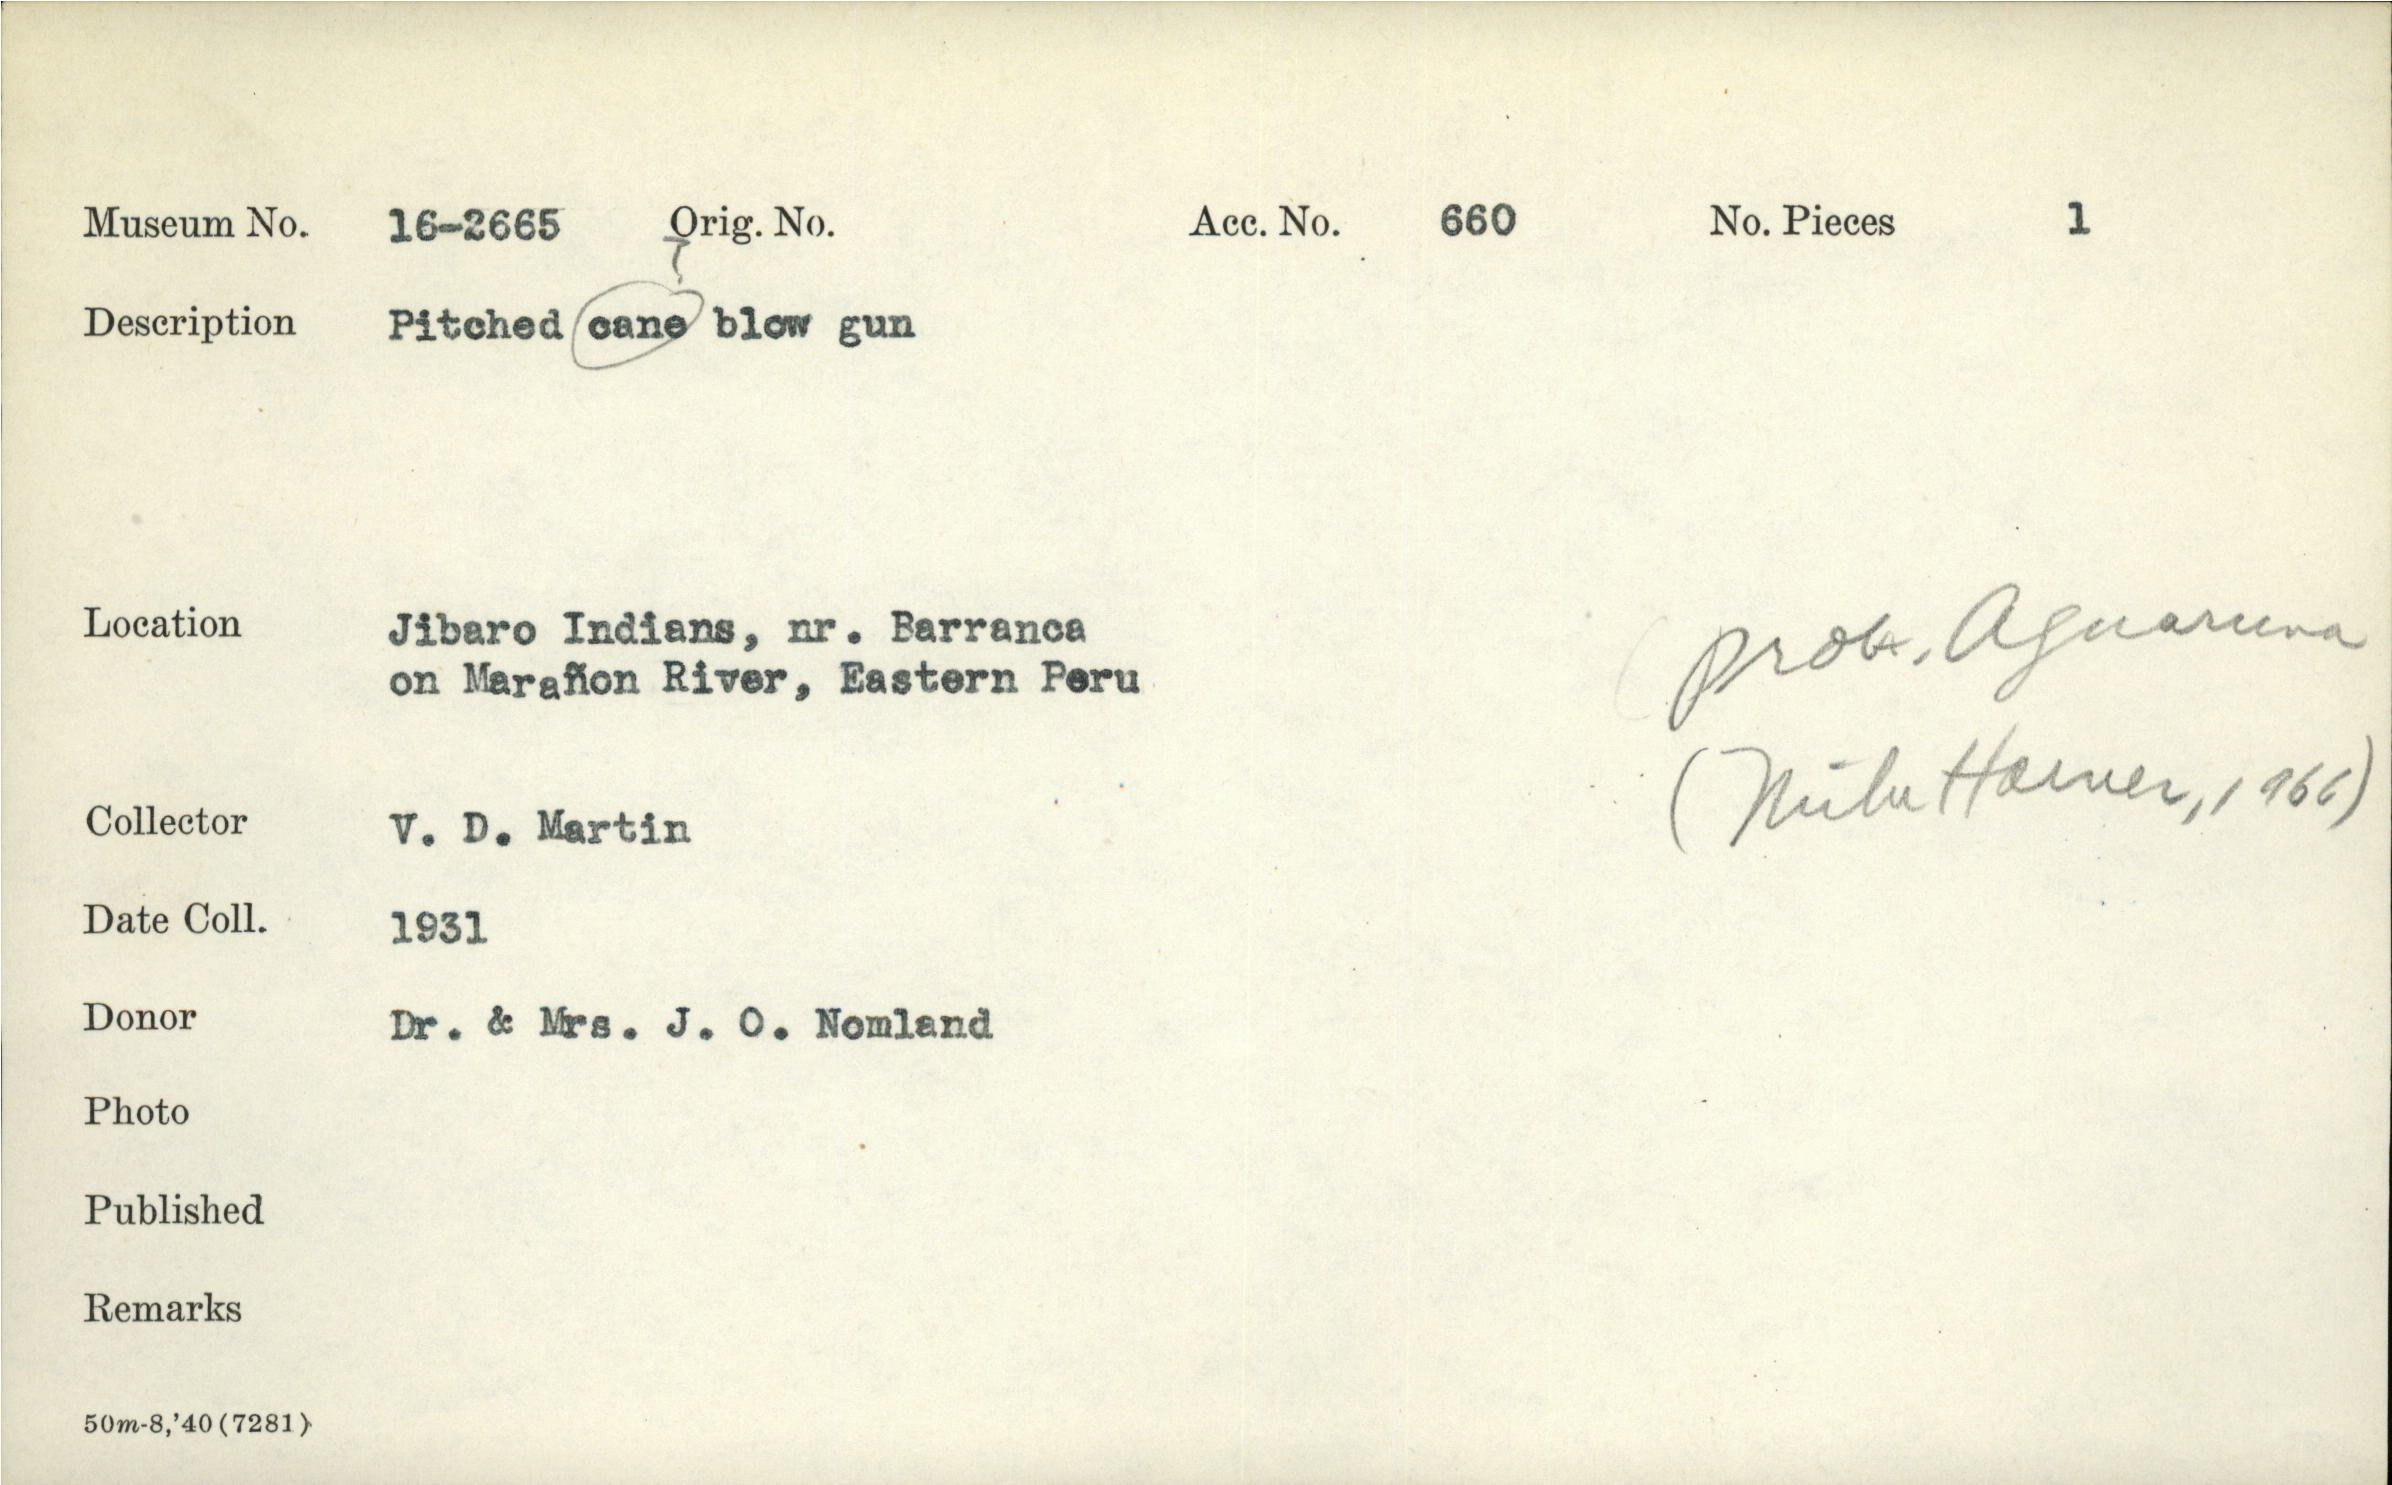 Museum No. 16-2665 Orig. No. Acc. No. 660 No. Pieces 1
?
Description Pitched cane blow gun
Location Jibaro Indians, nr. Barranca
on Marañon River, Eastern Peru
prob. Aguaruna
(Mike Harner, 1966)
Collector V. D. Martin
Date Coll. 1931
Donor Dr. & Mrs. J. O. Nomland
Photo
Published
Remarks
50m-8,'40(7281)